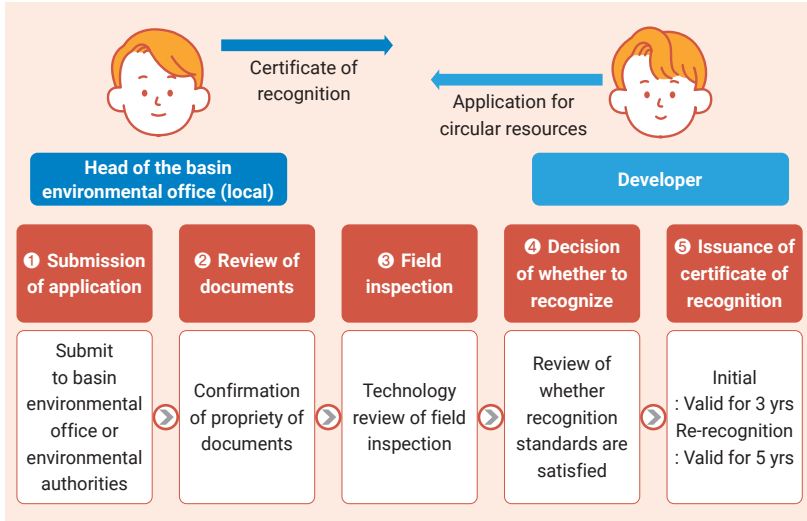 Certificate of
recognition
Application for
circular resources
Head of the basin
environmental office (local)
Developer
❶ Submission
of application
❷ Review of
documents
❸ Field
inspection
❹ Decision
of whether to
recognize
❺ Issuance of
certificate of
recognition
Submit
to basin
environmental
office or
environmental
authorities
Confirmation
of propriety of
documents
Technology
review of field
inspection
Review of
whether
recognition
standards are
satisfied
Initial
: Valid for 3 yrs
Re-recognition
: Valid for 5 yrs